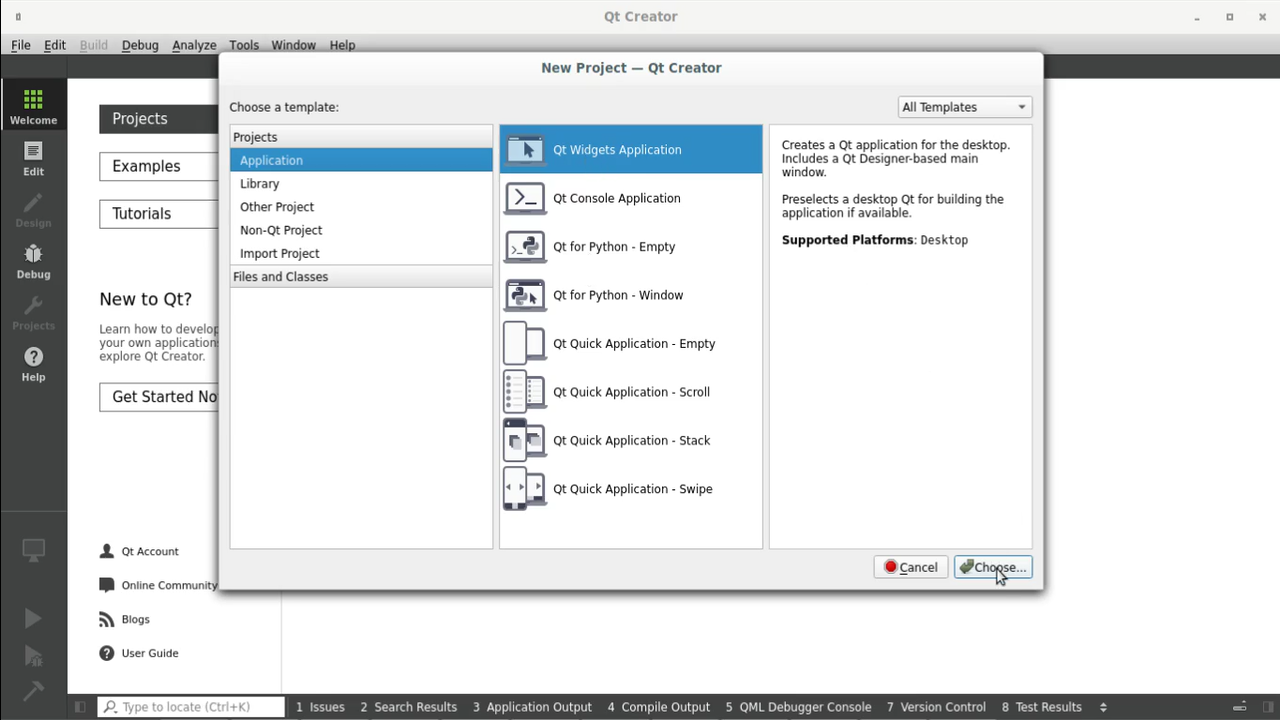 Qt Creator
File Edit Build Debug Analyze Tools Window Help
New Project — Qt Creator
Choose a template:
All Templates
Projects
Application
Library
Other Project
Non-Qt Project
Import Project
Files and Classes
Qt Widgets Application
Qt Console Application
Qt for Python - Empty
Qt for Python - Window
Qt Quick Application - Empty
Qt Quick Application - Scroll
Qt Quick Application - Stack
Qt Quick Application - Swipe
Creates a Qt application for the desktop.
Includes a Qt Designer-based main
window.
Preselects a desktop Qt for building the
application if available.
Supported Platforms: Desktop
Cancel
Choose...
Welcome
Edit
Design
Debug
Projects
Help
Projects
Examples
Tutorials
New to Qt?
Learn how to develop
your own applications
explore Qt Creator.
Get Started No
Qt Account
Online Community
Blogs
User Guide
Type to locate (Ctrl+K)
1 Issues 2 Search Results 3 Application Output 4 Compile Output 5 QML Debugger Console 7 Version Control 8 Test Results